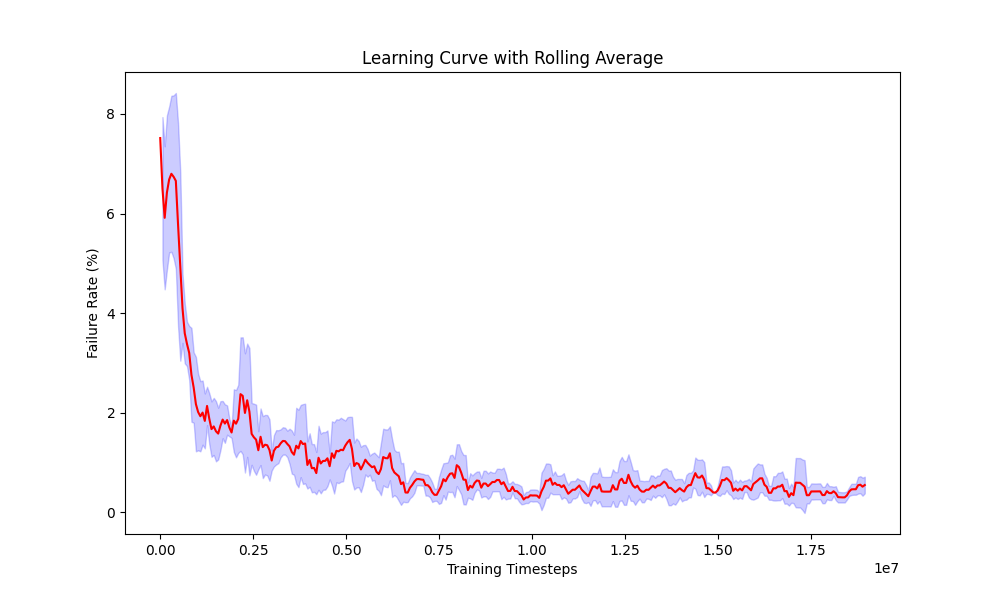 Learning Curve with Rolling Average
Failure Rate (%)
8
6
4
2
0
0.00 0.25 0.50 0.75 1.00 1.25 1.50 1.75
1e7
Training Timesteps